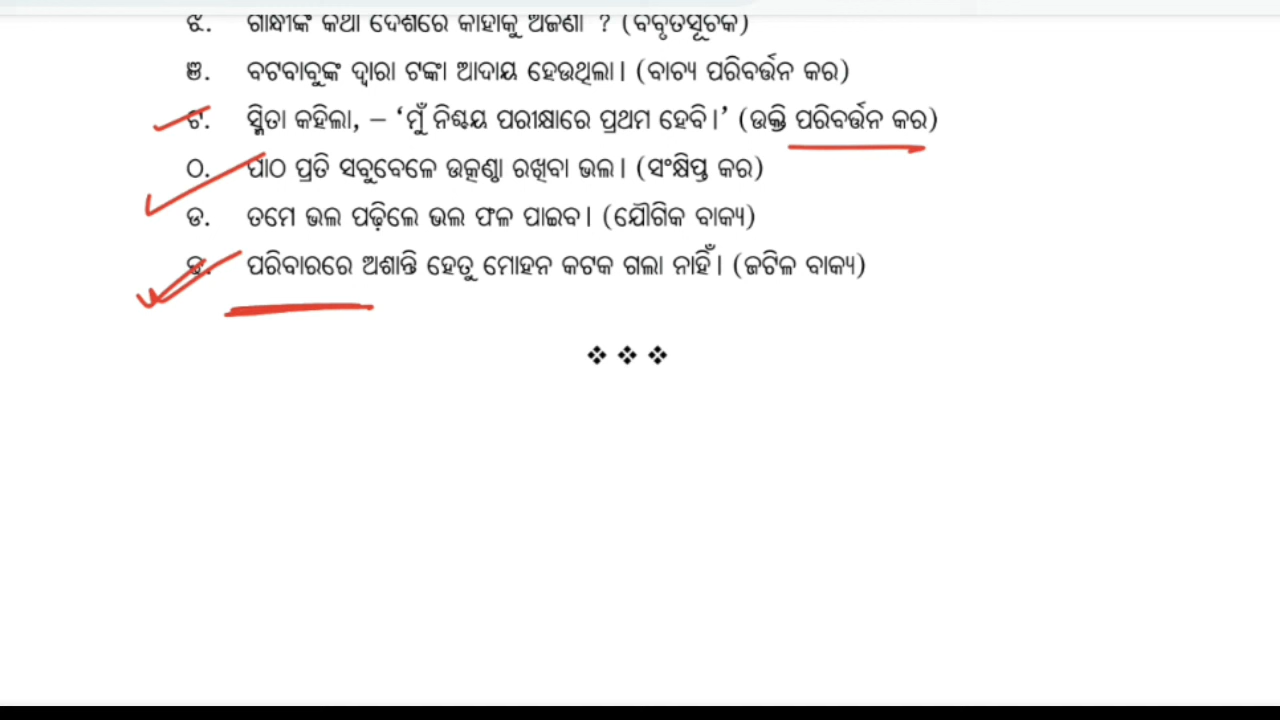 ଝ. ଗାନ୍ଧୀଙ୍କ କଥା ଦେଶରେ କାହାକୁ ଅଜଣା ? (ବିବୃତିସୂଚକ)
ଞ. ବଟବାବୁଙ୍କ ଦ୍ୱାରା ଟଙ୍କା ଆଦାୟ ହେଉଥିଲା। (ବାଚ୍ୟ ପରିବର୍ତ୍ତନ କର)
ଟ. ସ୍ମିତା କହିଲା, – ‘ମୁଁ ନିଶ୍ଚୟ ପରୀକ୍ଷାରେ ପ୍ରଥମ ହେବି।’ (ଉକ୍ତି ପରିବର୍ତ୍ତନ କର)
ଠ. ପାଠ ପ୍ରତି ସବୁବେଳେ ଉତ୍କଣ୍ଠା ରଖିବା ଭଲ। (ସଂକ୍ଷିପ୍ତ କର)
ଡ. ତମେ ଭଲ ପଢ଼ିଲେ ଭଲ ଫଳ ପାଇବ। (ଯୌଗିକ ବାକ୍ୟ)
ଢ. ପରିବାରରେ ଅଶାନ୍ତି ହେତୁ ମୋହନ କଟକ ଗଲା ନାହିଁ। (ଜଟିଳ ବାକ୍ୟ)